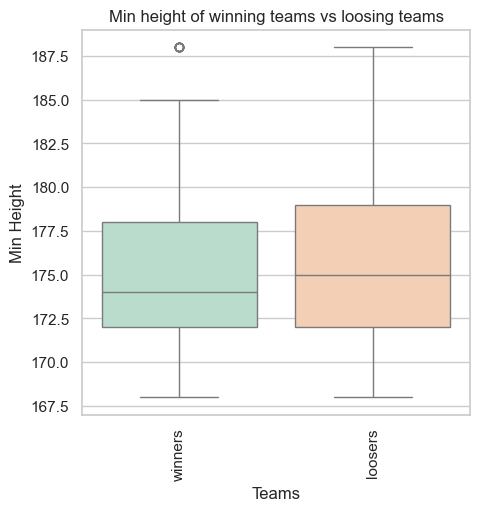 Min height of winning teams vs loosing teams
187.5
185.0
182.5
180.0
177.5
175.0
172.5
170.0
167.5
Min Height
winners
loosers
Teams